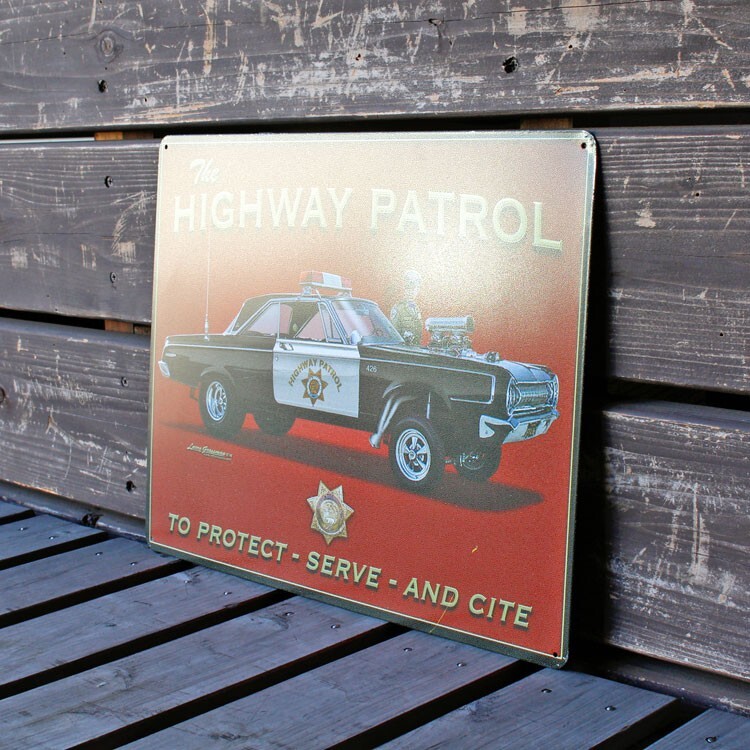 The
HIGHWAY PATROL
HIGHWAY PATROL
426
TO PROTECT - SERVE - AND CITE